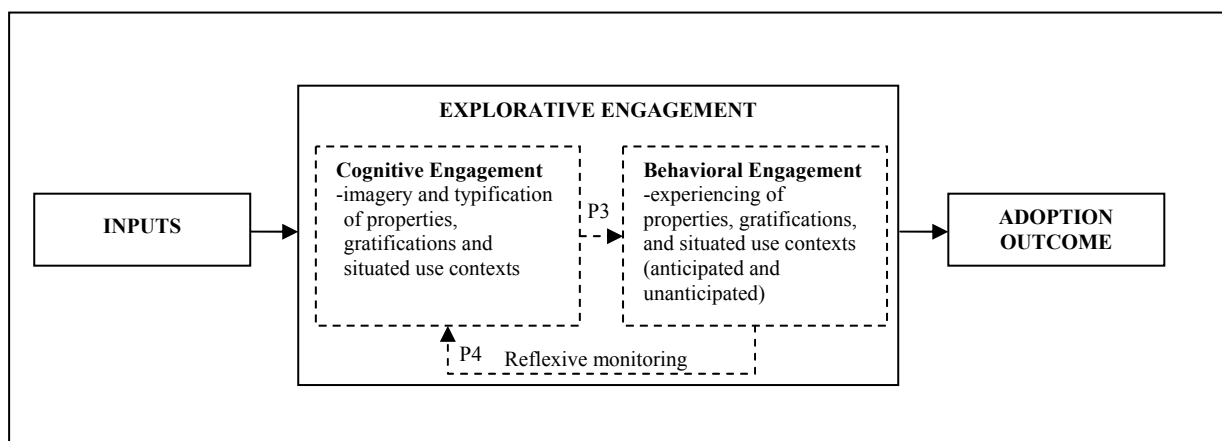 EXPLORATIVE ENGAGEMENT
INPUTS
Cognitive Engagement
-imagery and typification
of properties,
gratifications and
situated use contexts
P3
Behavioral Engagement
-experiencing of
properties, gratifications,
and situated use contexts
(anticipated and
unanticipated)
P4
Reflexive monitoring
ADOPTION
OUTCOME